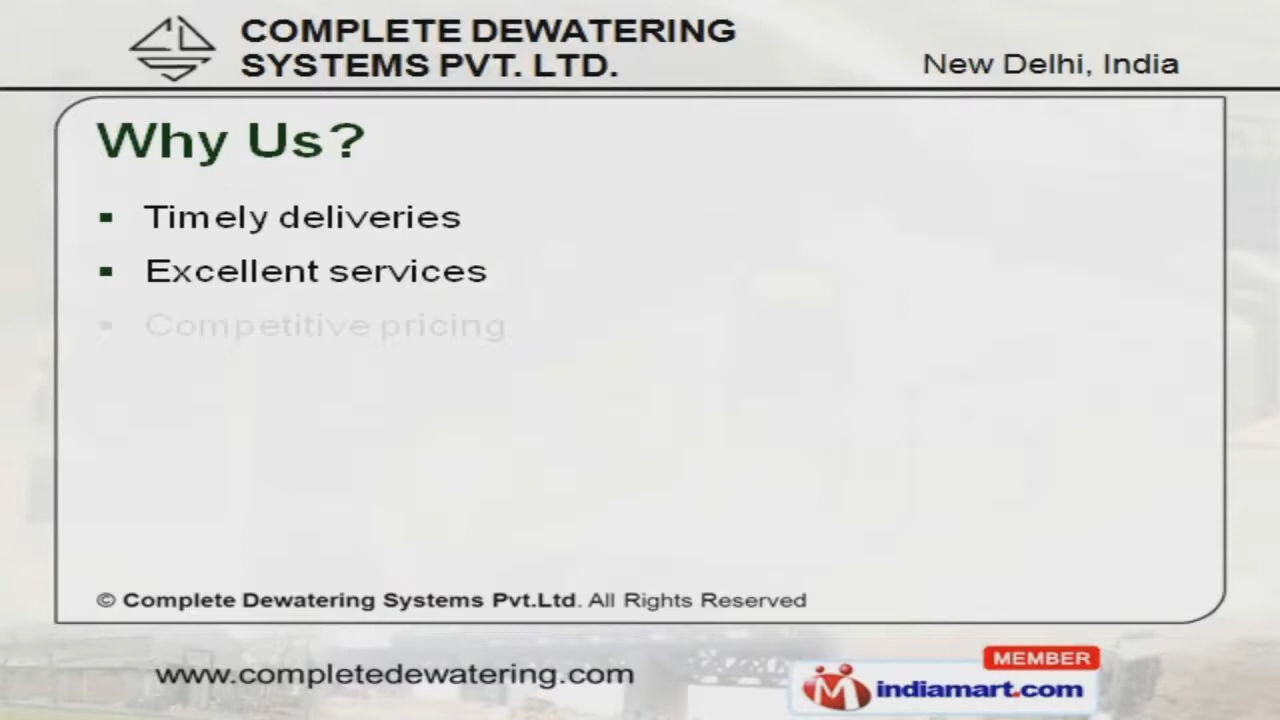 COMPLETE DEWATERING
SYSTEMS PVT. LTD.
New Delhi, India
Why Us?
▪ Timely deliveries
▪ Excellent services
▪ Competitive pricing
© Complete Dewatering Systems Pvt.Ltd. All Rights Reserved
www.completedewatering.com
MEMBER
indiamart.com